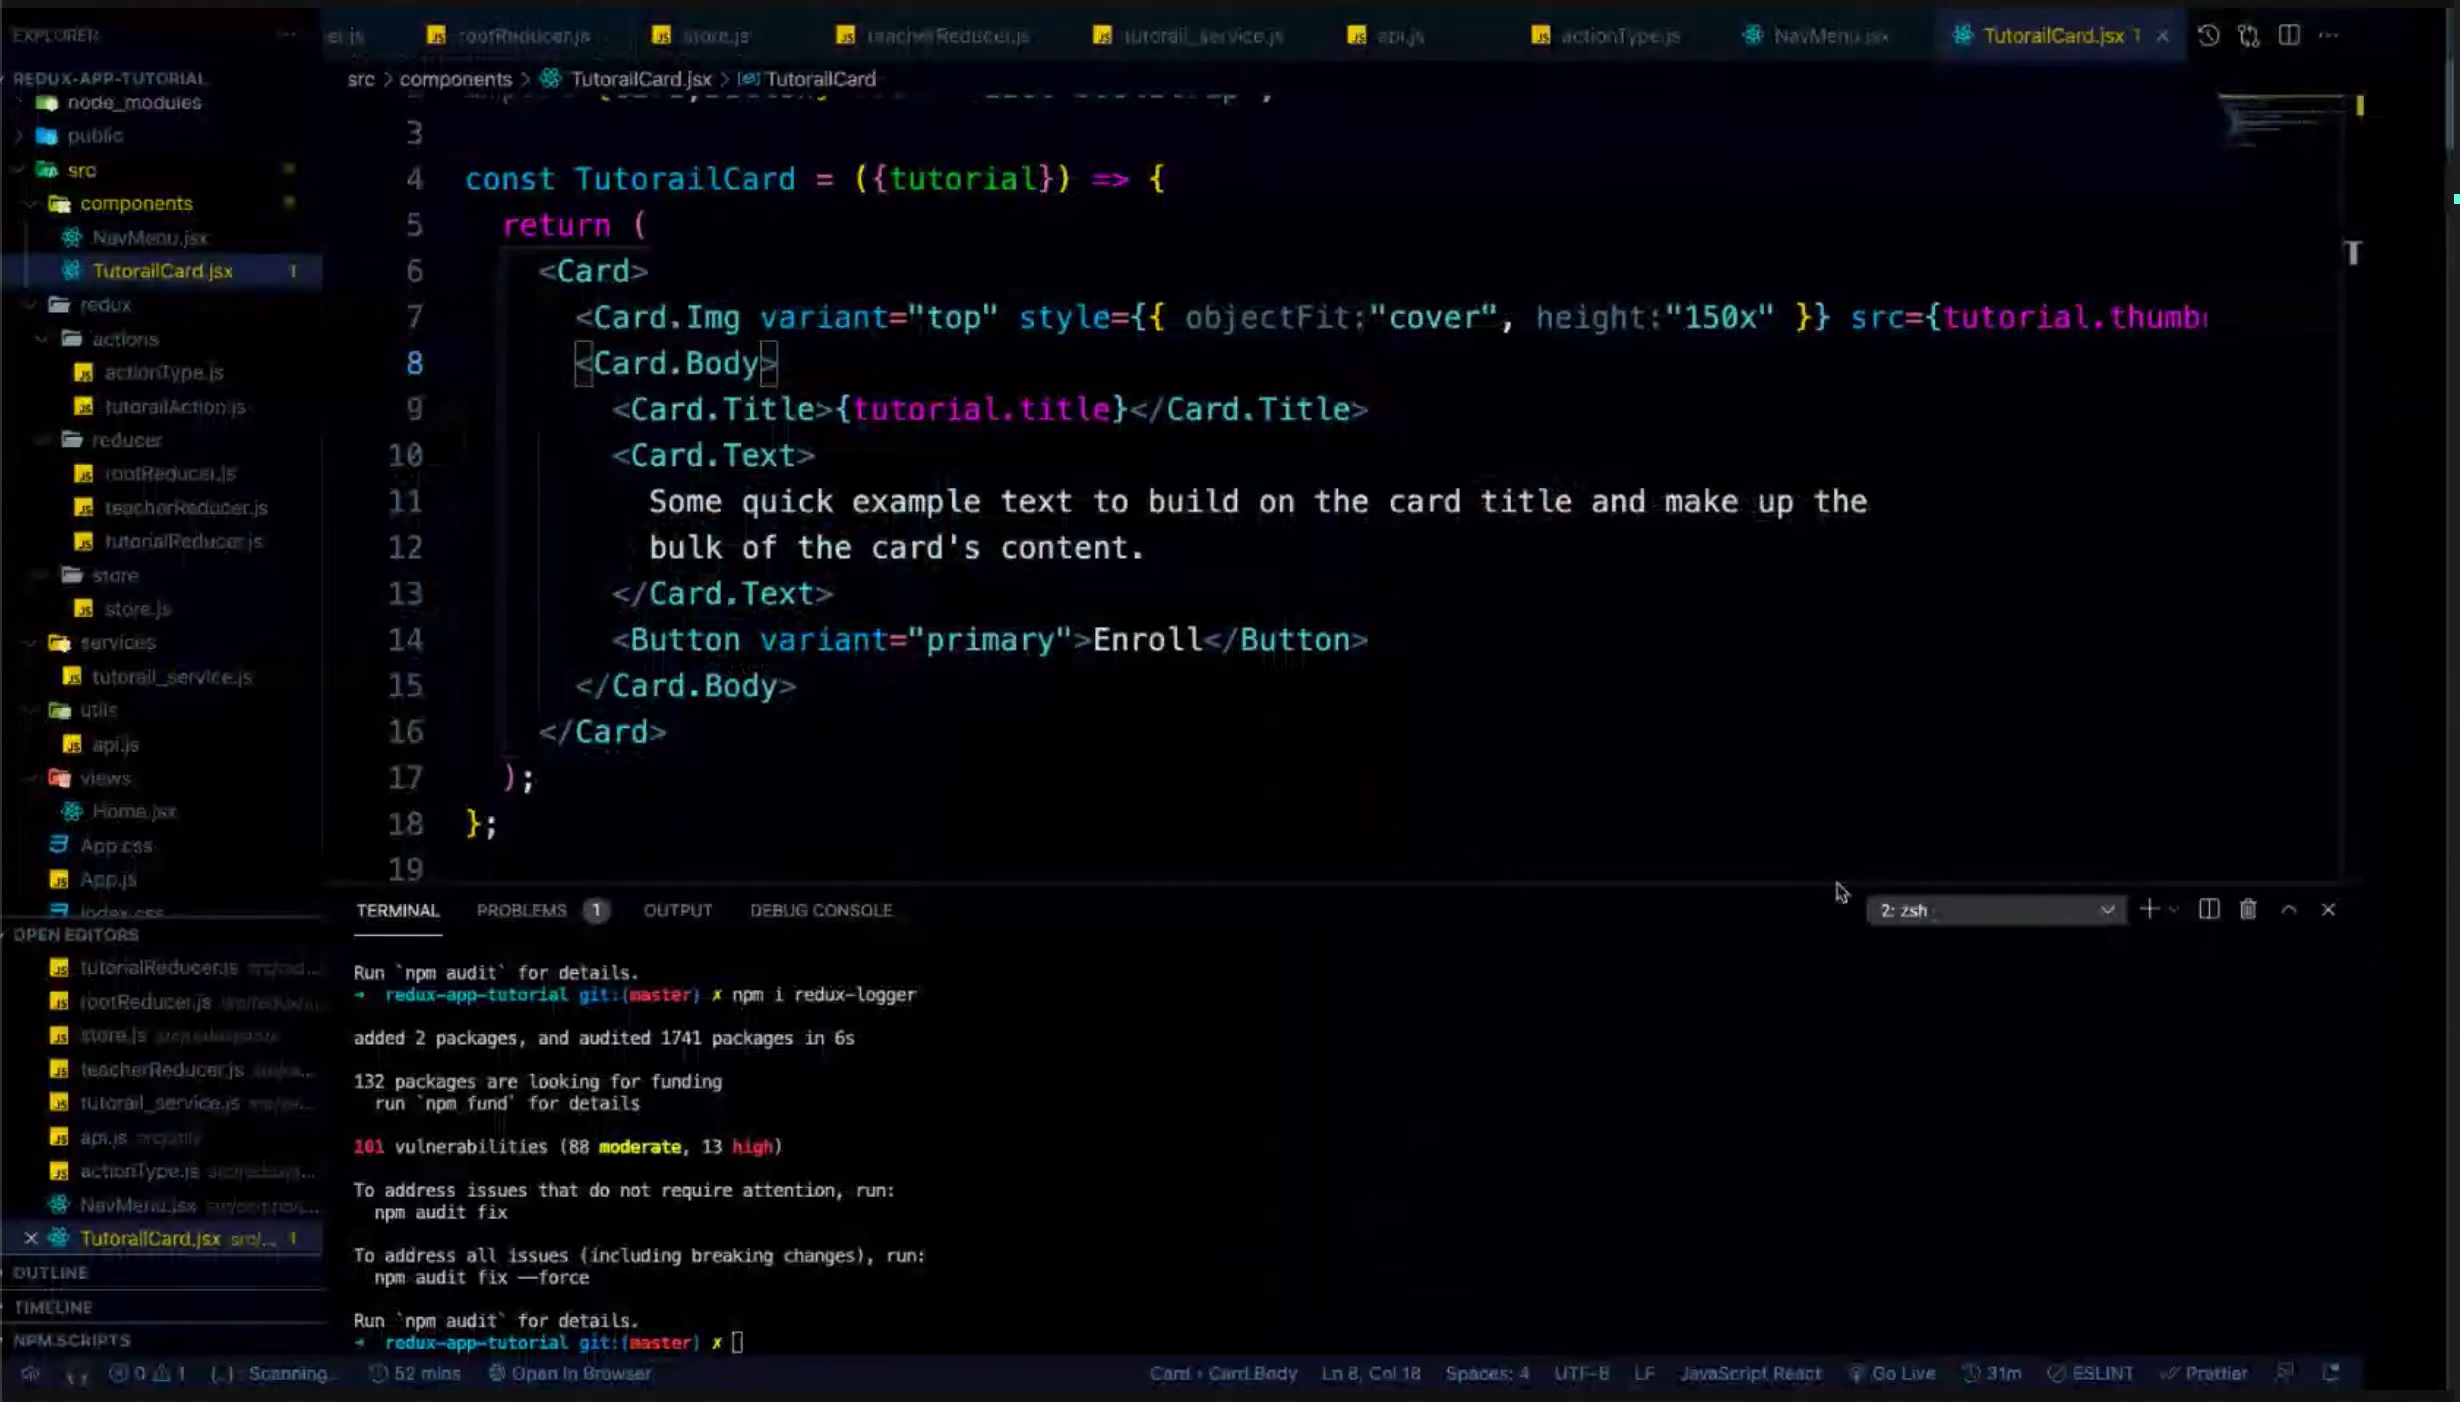 EXPLORER
REDUX-APP-TUTORIAL
node_modules
public
src
components
NavMenu.jsx
TutorailCard.jsx 1
redux
actions
actionType.js
tutorailAction.js
reducer
rootReducer.js
teacherReducer.js
tutorialReducer.js
store
store.js
services
tutorail_service.js
utils
api.js
views
Home.jsx
App.css
App.js
index.css
OPEN EDITORS
tutorialReducer.js
rootReducer.js
store.js
teacherReducer.js
tutorail_service.js
api.js
actionType.js
NavMenu.jsx
TutorailCard.jsx src/... 1
OUTLINE
TIMELINE
NPM SCRIPTS
rootReducer.js store.js teacherReducer.js tutorail_service.js api.js actionType.js NavMenu.jsx TutorailCard.jsx 1
src > components > TutorailCard.jsx > TutorailCard
3
4 const TutorailCard = ({tutorial}) => {
5 return (
6 <Card>
7 <Card.Img variant="top" style={{ objectFit:"cover", height:"150x" }} src={tutorial.thumb
8 <Card.Body>
9 <Card.Title>{tutorial.title}</Card.Title>
10 <Card.Text>
11 Some quick example text to build on the card title and make up the
12 bulk of the card's content.
13 </Card.Text>
14 <Button variant="primary">Enroll</Button>
15 </Card.Body>
16 </Card>
17 );
18 };
19
TERMINAL PROBLEMS 1 OUTPUT DEBUG CONSOLE 2: zsh
Run `npm audit` for details.
→ redux-app-tutorial git:(master) ✗ npm i redux-logger
added 2 packages, and audited 1741 packages in 6s
132 packages are looking for funding
run `npm fund` for details
101 vulnerabilities (88 moderate, 13 high)
To address issues that do not require attention, run:
npm audit fix
To address all issues (including breaking changes), run:
npm audit fix --force
Run `npm audit` for details.
→ redux-app-tutorial git:(master) ✗
0 1 {..} : Scanning.. 52 mins Open In Browser Card › Card.Body Ln 8, Col 18 Spaces: 4 UTF-8 LF JavaScript React Go Live 31m ESLINT Prettier